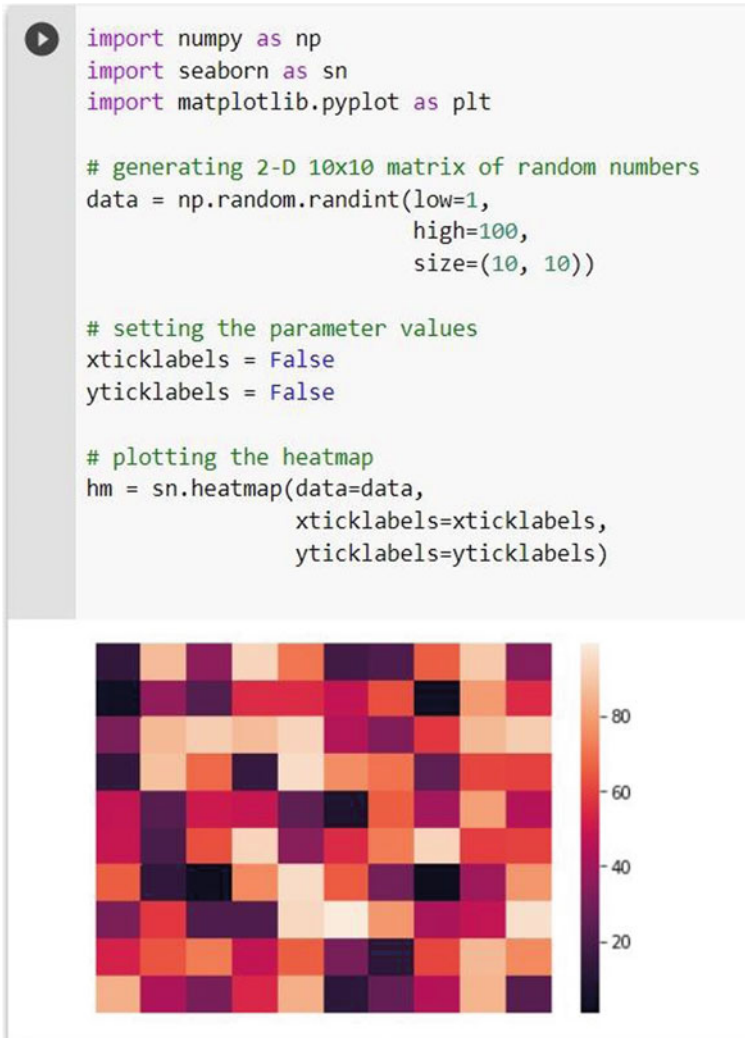 import numpy as np
import seaborn as sn
import matplotlib.pyplot as plt
# generating 2-D 10x10 matrix of random numbers
data = np.random.randint(low=1,
high=100,
size=(10, 10))
# setting the parameter values
xticklabels = False
yticklabels = False
# plotting the heatmap
hm = sn.heatmap(data=data,
xticklabels=xticklabels,
yticklabels=yticklabels)
80
60
40
20